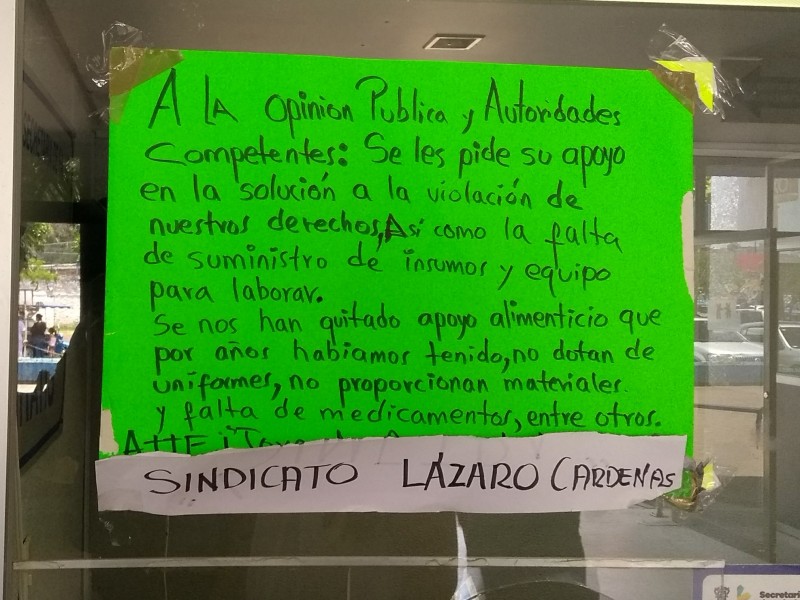 A LA Opinion Publica y Autoridades
Competentes: Se les pide su apoyo
en la solución a la violación de
nuestros derechos, Así como la falta
de suministro de insumos y equipo
para laborar.
Se nos han quitado apoyo alimenticio que
por años habiamos tenido, no dotan de
uniformes, no proporcionan materiales.
y falta de medicamentos, entre otros.
ATTE
SINDICATO LÁZARO CARDENAS
Secretarí